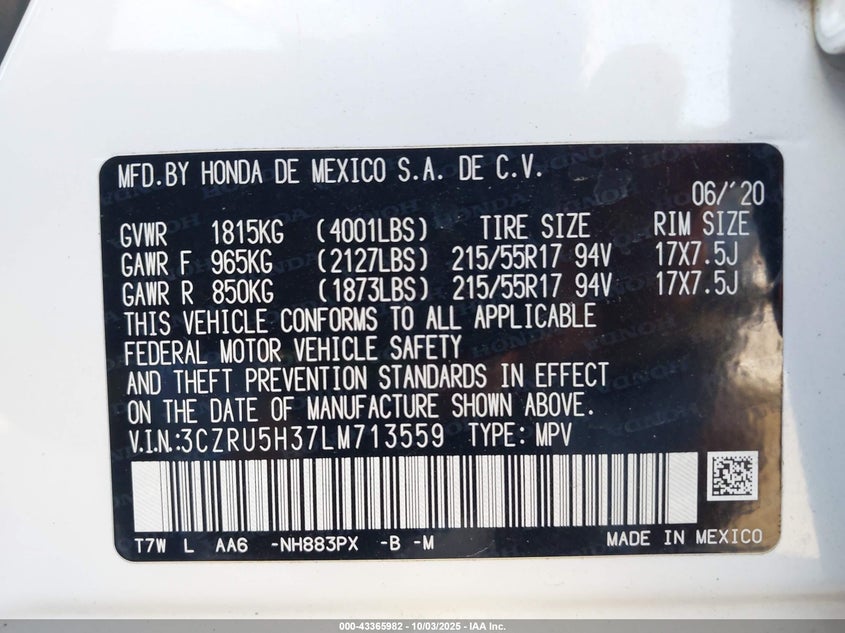 MFD.BY HONDA DE MEXICO S.A. DE C.V.
06/'20
GVWR 1815KG (4001LBS) TIRE SIZE RIM SIZE
GAWR F 965KG (2127LBS) 215/55R17 94V 17X7.5J
GAWR R 850KG (1873LBS) 215/55R17 94V 17X7.5J
THIS VEHICLE CONFORMS TO ALL APPLICABLE
FEDERAL MOTOR VEHICLE SAFETY
AND THEFT PREVENTION STANDARDS IN EFFECT
ON THE DATE OF MANUFACTURE SHOWN ABOVE.
V.I.N.:3CZRU5H37LM713559 TYPE: MPV
T7W L AA6 -NH883PX -B -M MADE IN MEXICO
000-43365982 | 10/03/2025 - IAA Inc.